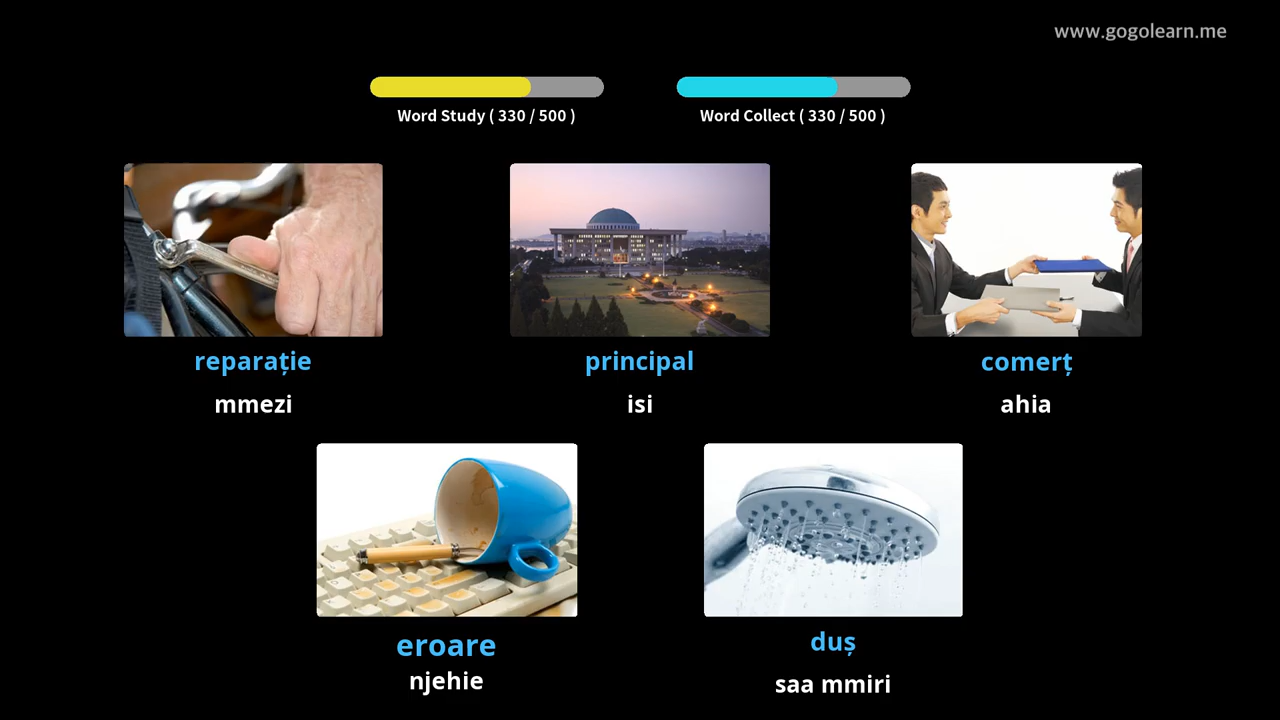 www.gogolearn.me
Word Study ( 330 / 500 )
Word Collect ( 330 / 500 )
reparație
principal
comerț
mmezi
isi
ahia
eroare
duș
njehie
saa mmiri